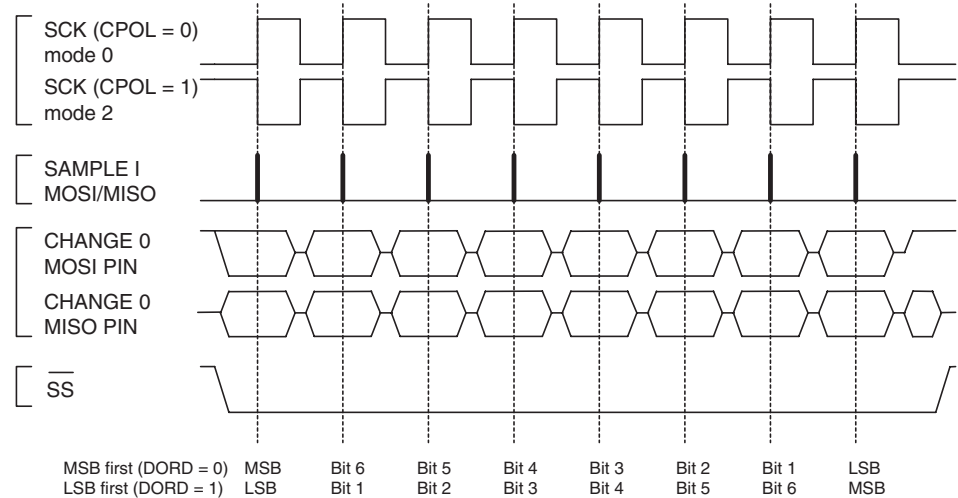 SCK (CPOL = 0)
mode 0
SCK (CPOL = 1)
mode 2
SAMPLE I
MOSI/MISO
CHANGE 0
MOSI PIN
CHANGE 0
MISO PIN
SS
MSB first (DORD = 0) MSB Bit 6 Bit 5 Bit 4 Bit 3 Bit 2 Bit 1 LSB
LSB first (DORD = 1) LSB Bit 1 Bit 2 Bit 3 Bit 4 Bit 5 Bit 6 MSB